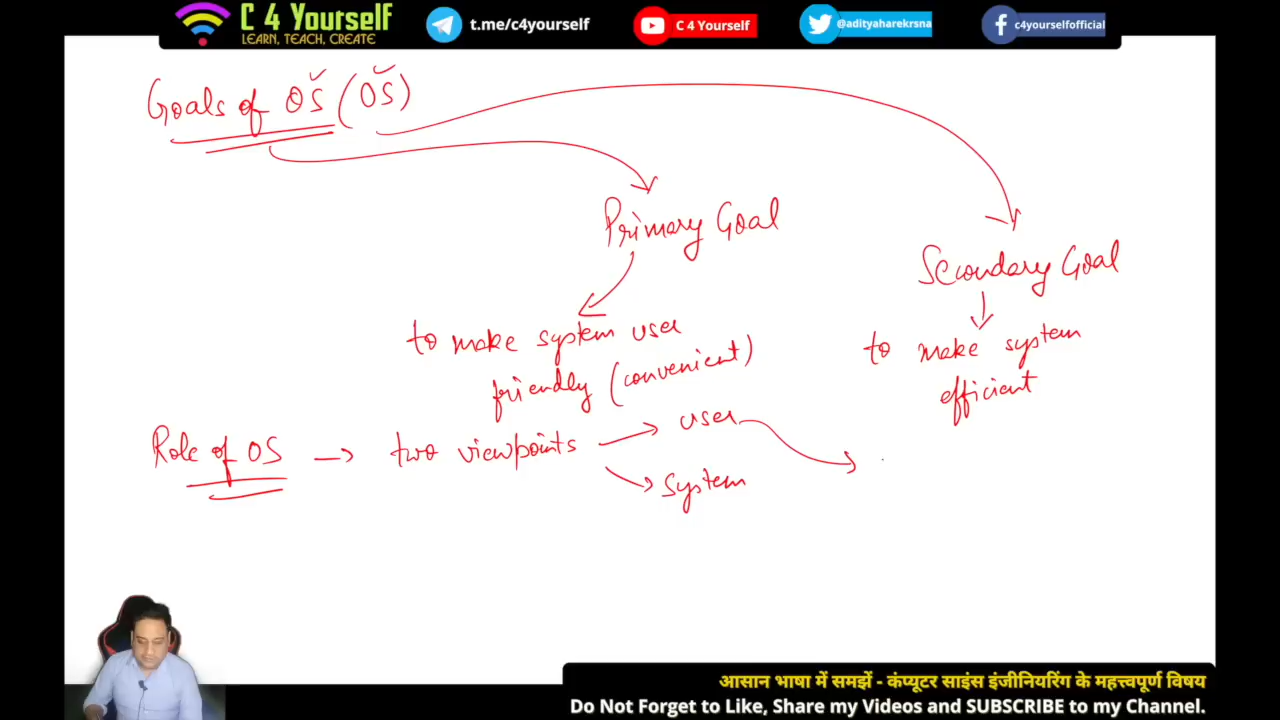 C 4 Yourself
LEARN, TEACH, CREATE
t.me/c4yourself
C 4 Yourself
@adityaharekrsna
c4yourselfofficial
Goals of OS (OS)
Primary Goal
Secondary Goal
to make system user
friendly (convenient)
to make system
efficient
Role of OS → two viewpoints → user
→ system
आसान भाषा में समझें - कंप्यूटर साइंस इंजीनियरिंग के महत्त्वपूर्ण विषय
Do Not Forget to Like, Share my Videos and SUBSCRIBE to my Channel.